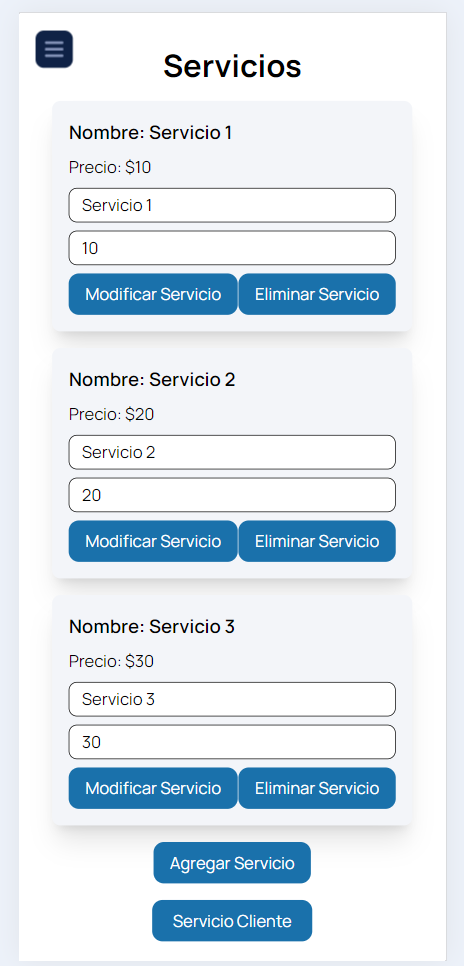 Servicios
Nombre: Servicio 1
Precio: $10
Servicio 1
10
Modificar Servicio Eliminar Servicio
Nombre: Servicio 2
Precio: $20
Servicio 2
20
Modificar Servicio Eliminar Servicio
Nombre: Servicio 3
Precio: $30
Servicio 3
30
Modificar Servicio Eliminar Servicio
Agregar Servicio
Servicio Cliente